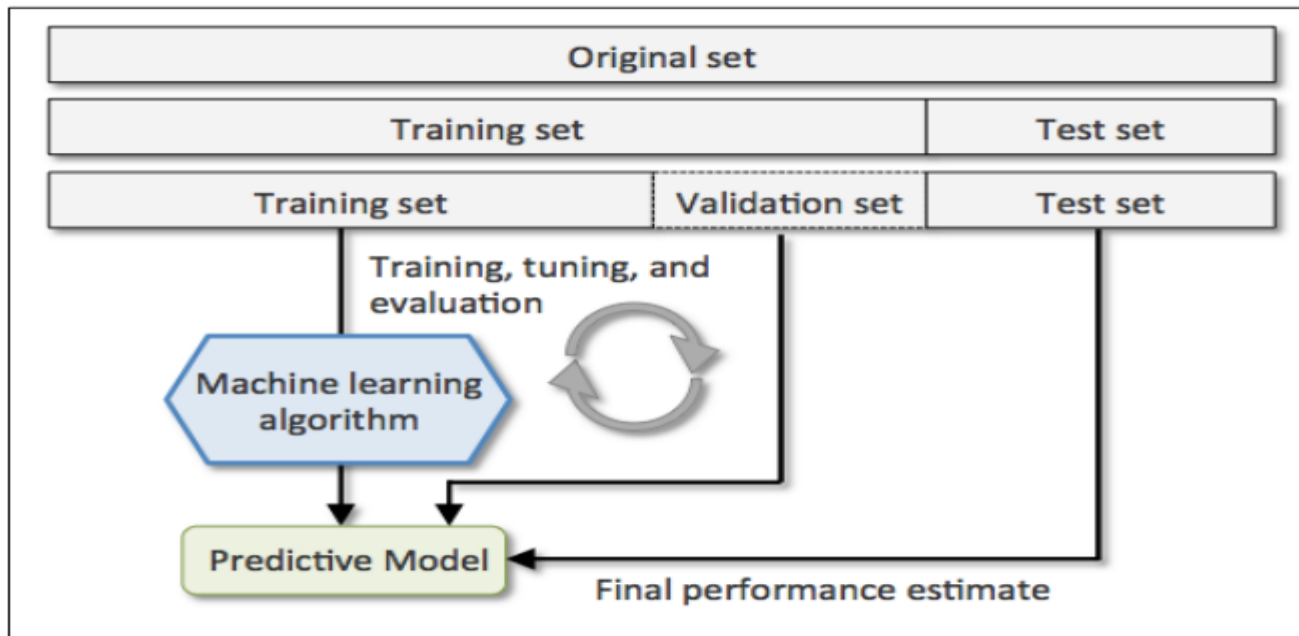 Original set
Training set
Test set
Training set
Validation set
Test set
Training, tuning, and
evaluation
Machine learning
algorithm
Predictive Model
Final performance estimate